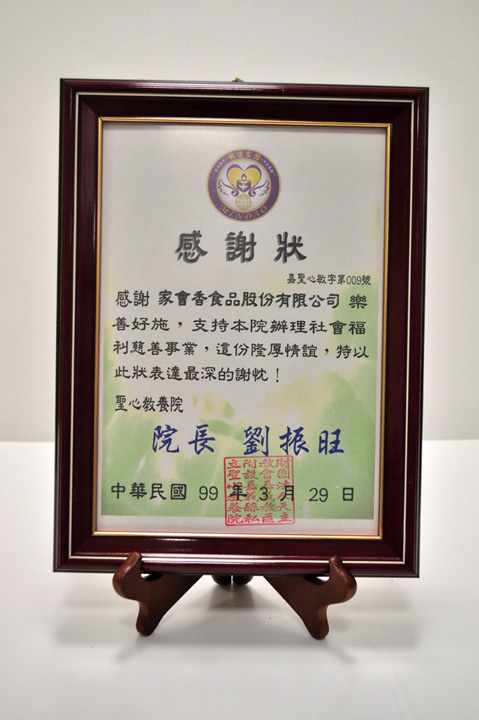 感謝狀
嘉聖心教字第009號
感謝 家會香食品股份有限公司 樂
善好施，支持本院辦理社會福
利慈善事業，這份隆厚情誼，特以
此狀表達最深的謝忱！
聖心教養院
院長 劉振旺
中華民國 99 年 3 月 29 日